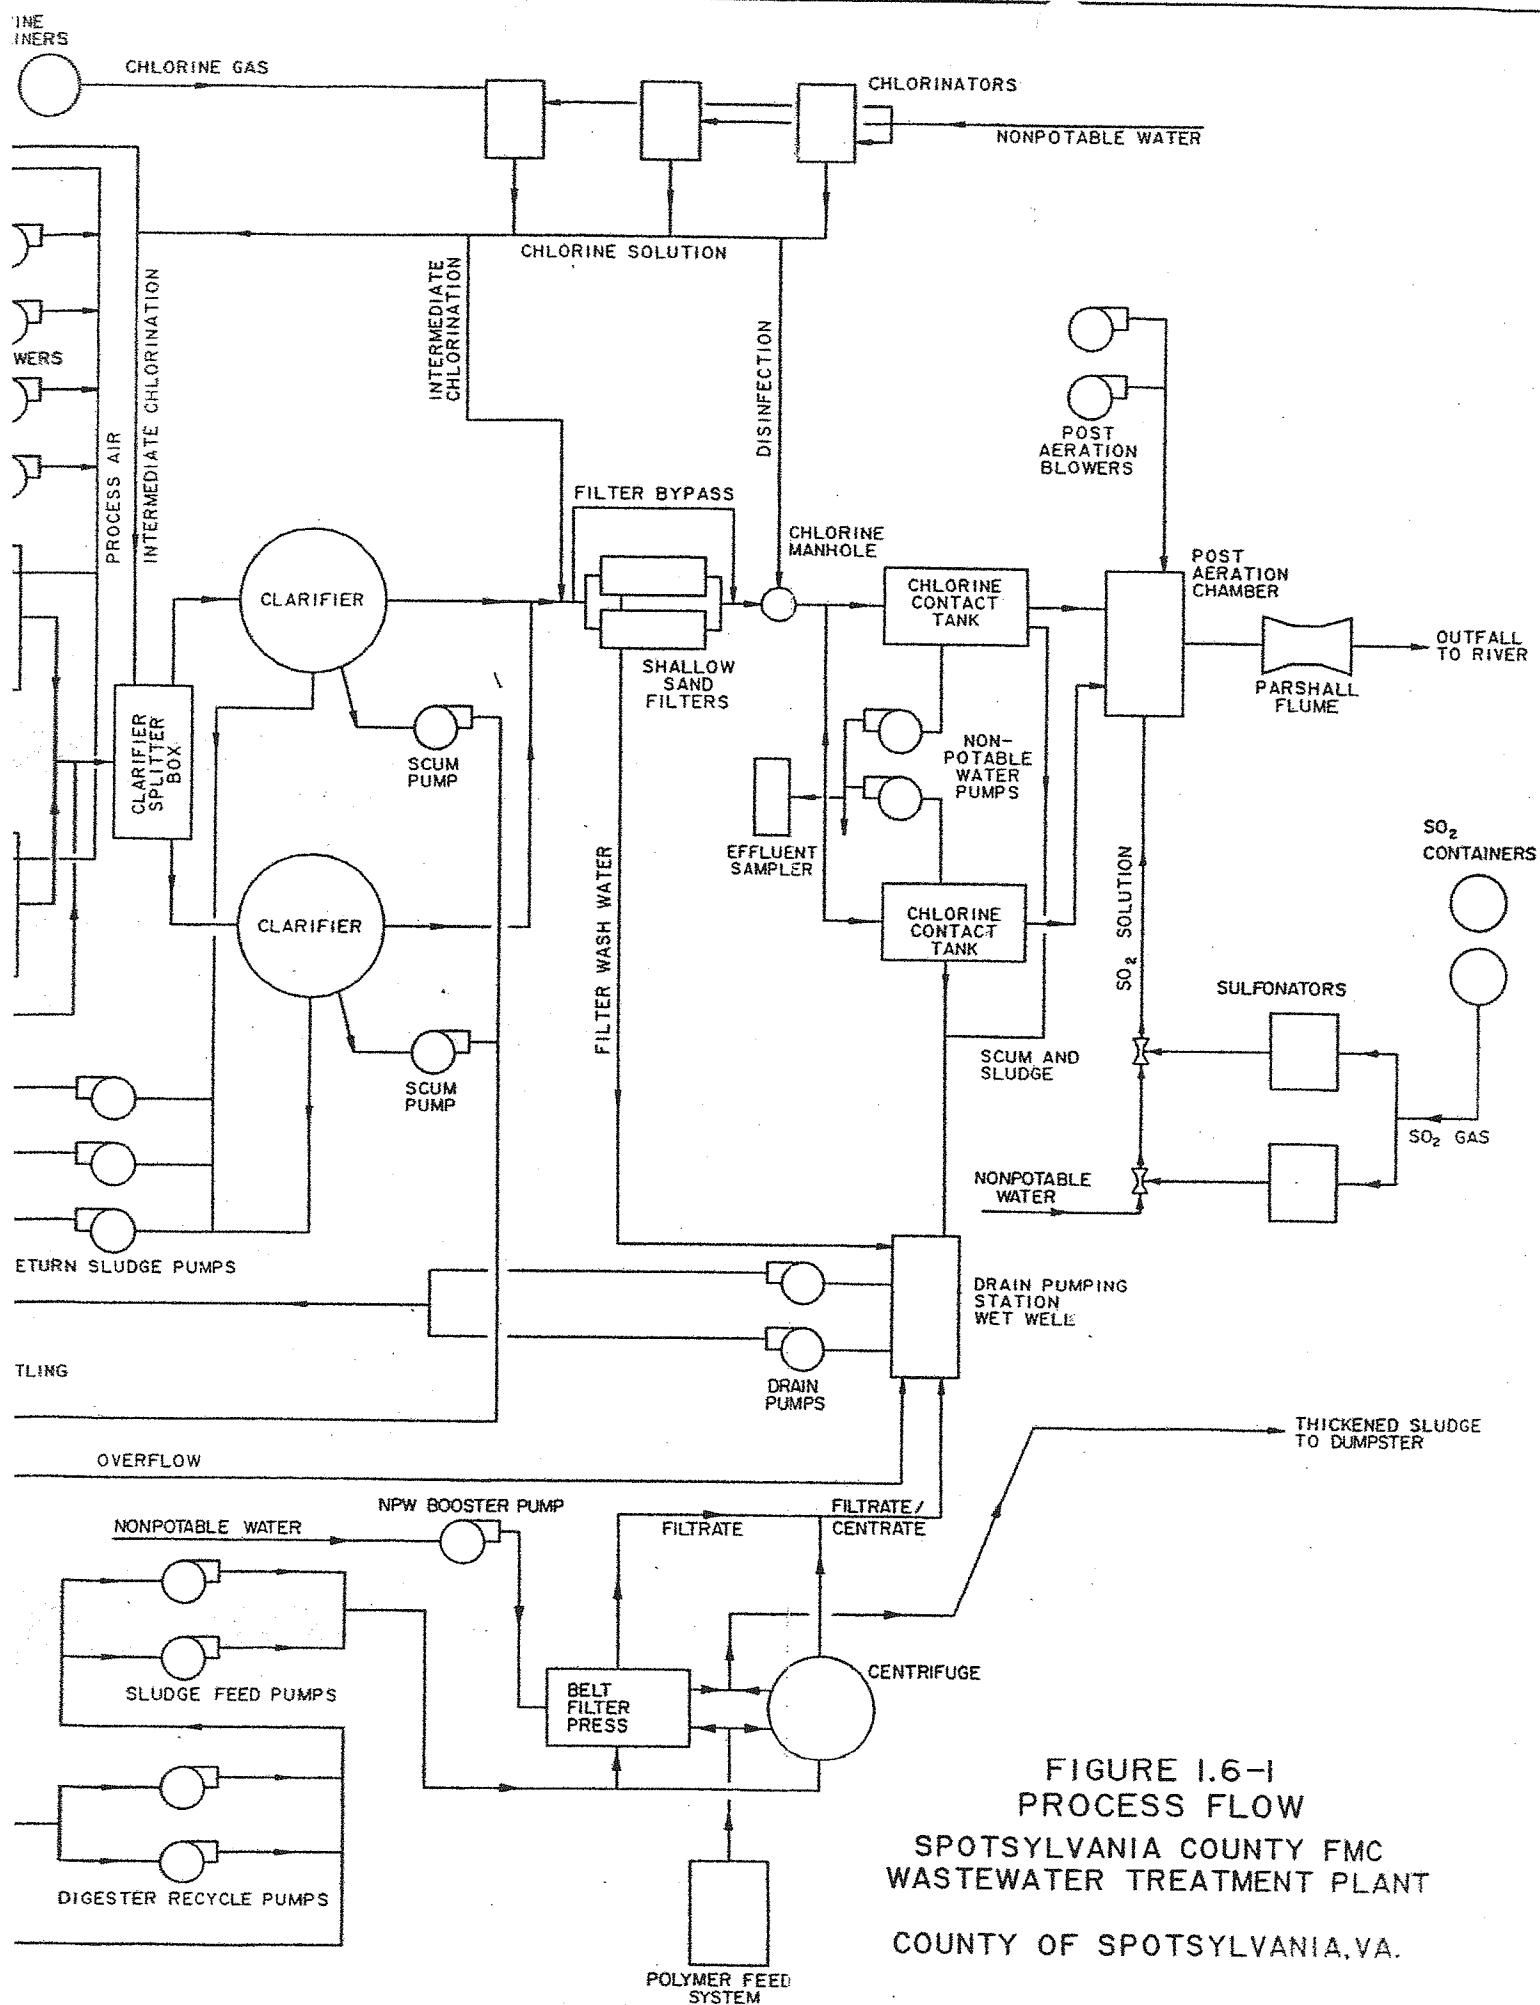 INE
INERS
CHLORINE GAS
CHLORINATORS
NONPOTABLE WATER
CHLORINE SOLUTION
INTERMEDIATE
CHLORINATION
DISINFECTION
INTERMEDIATE CHLORINATION
PROCESS AIR
WERS
POST
AERATION
BLOWERS
FILTER BYPASS
CHLORINE
MANHOLE
POST
AERATION
CHAMBER
CLARIFIER
CHLORINE
CONTACT
TANK
OUTFALL
TO RIVER
SHALLOW
SAND
FILTERS
PARSHALL
FLUME
CLARIFIER
SPLITTER
BOX
SCUM
PUMP
NON-
POTABLE
WATER
PUMPS
EFFLUENT
SAMPLER
SO2
CONTAINERS
CLARIFIER
FILTER WASH WATER
CHLORINE
CONTACT
TANK
SO2 SOLUTION
SULFONATORS
SCUM
PUMP
SCUM AND
SLUDGE
SO2 GAS
NONPOTABLE
WATER
ETURN SLUDGE PUMPS
DRAIN PUMPING
STATION
WET WELL
TLING
DRAIN
PUMPS
THICKENED SLUDGE
TO DUMPSTER
OVERFLOW
NPW BOOSTER PUMP
NONPOTABLE WATER
FILTRATE
FILTRATE/
CENTRATE
SLUDGE FEED PUMPS
BELT
FILTER
PRESS
CENTRIFUGE
DIGESTER RECYCLE PUMPS
POLYMER FEED
SYSTEM
FIGURE 1.6-1
PROCESS FLOW
SPOTSYLVANIA COUNTY FMC
WASTEWATER TREATMENT PLANT
COUNTY OF SPOTSYLVANIA, VA.